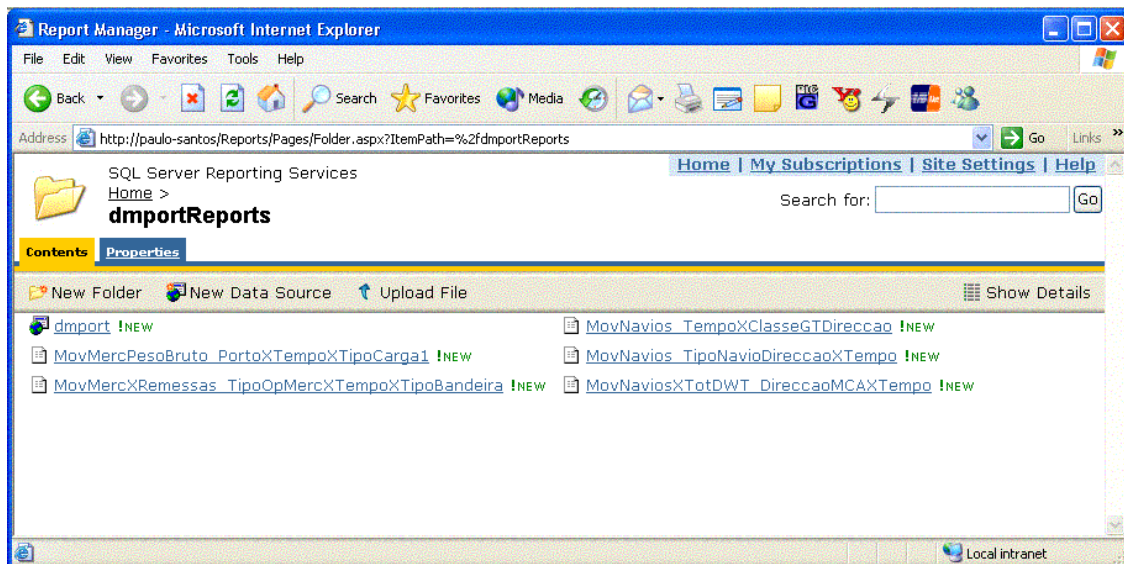 Report Manager - Microsoft Internet Explorer
File Edit View Favorites Tools Help
Back Search Favorites Media
Address http://paulo-santos/Reports/Pages/Folder.aspx?ItemPath=%2fdmportReports Go Links »
Home | My Subscriptions | Site Settings | Help
SQL Server Reporting Services
Home >
dmportReports
Search for: Go
Contents Properties
New Folder New Data Source Upload File Show Details
dmport !NEW MovNavios_TempoXClasseGTDireccao !NEW
MovMercPesoBruto_PortoXTempoXTipoCarga1 !NEW MovNavios_TipoNavioDireccaoXTempo !NEW
MovMercXRemessas_TipoOpMercXTempoXTipoBandeira !NEW MovNaviosXTotDWT_DireccaoMCAXTempo !NEW
Local intranet